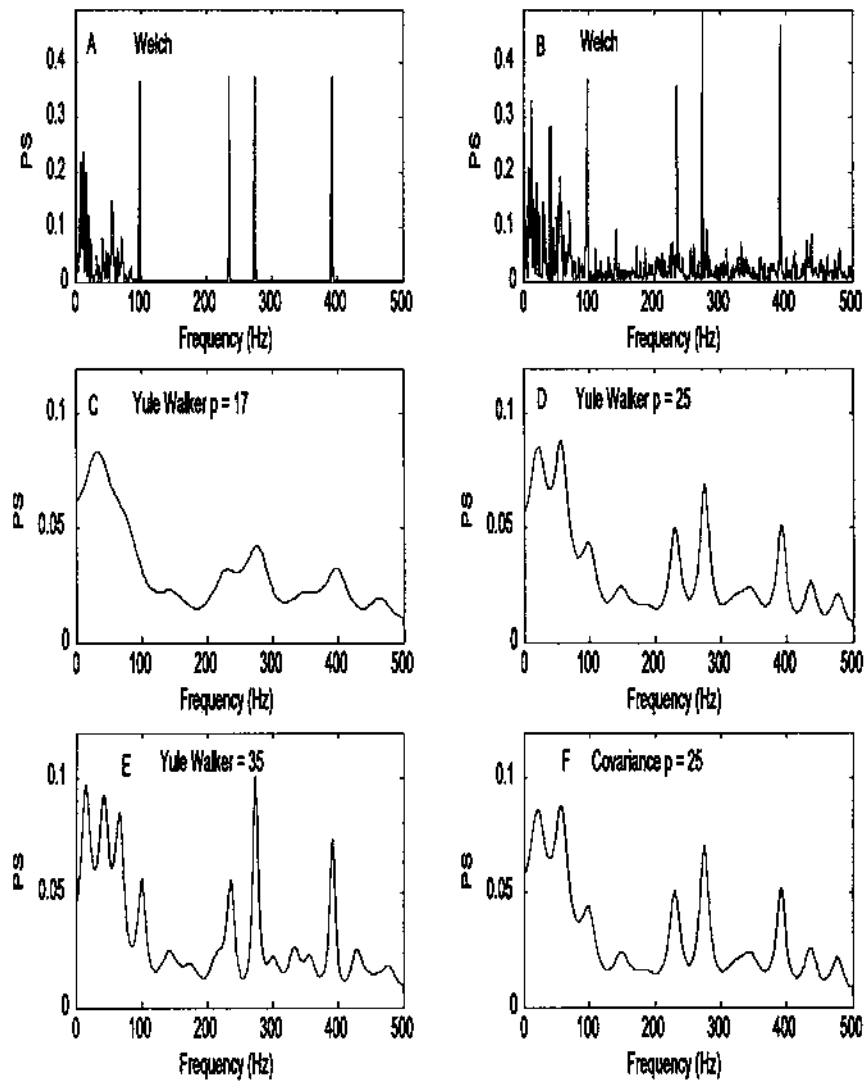 A Welch
PS
0.4
0.3
0.2
0.1
0
0 100 200 300 400 500
Frequency (Hz)
B Welch
PS
0.4
0.3
0.2
0.1
0
0 100 200 300 400 500
Frequency (Hz)
C Yule Walker p = 17
PS
0.1
0.05
0
0 100 200 300 400 500
Frequency (Hz)
D Yule Walker p = 25
PS
0.1
0.05
0
0 100 200 300 400 500
Frequency (Hz)
E Yule Walker = 35
PS
0.1
0.05
0
0 100 200 300 400 500
Frequency (Hz)
F Covariance p = 25
PS
0.1
0.05
0
0 100 200 300 400 500
Frequency (Hz)